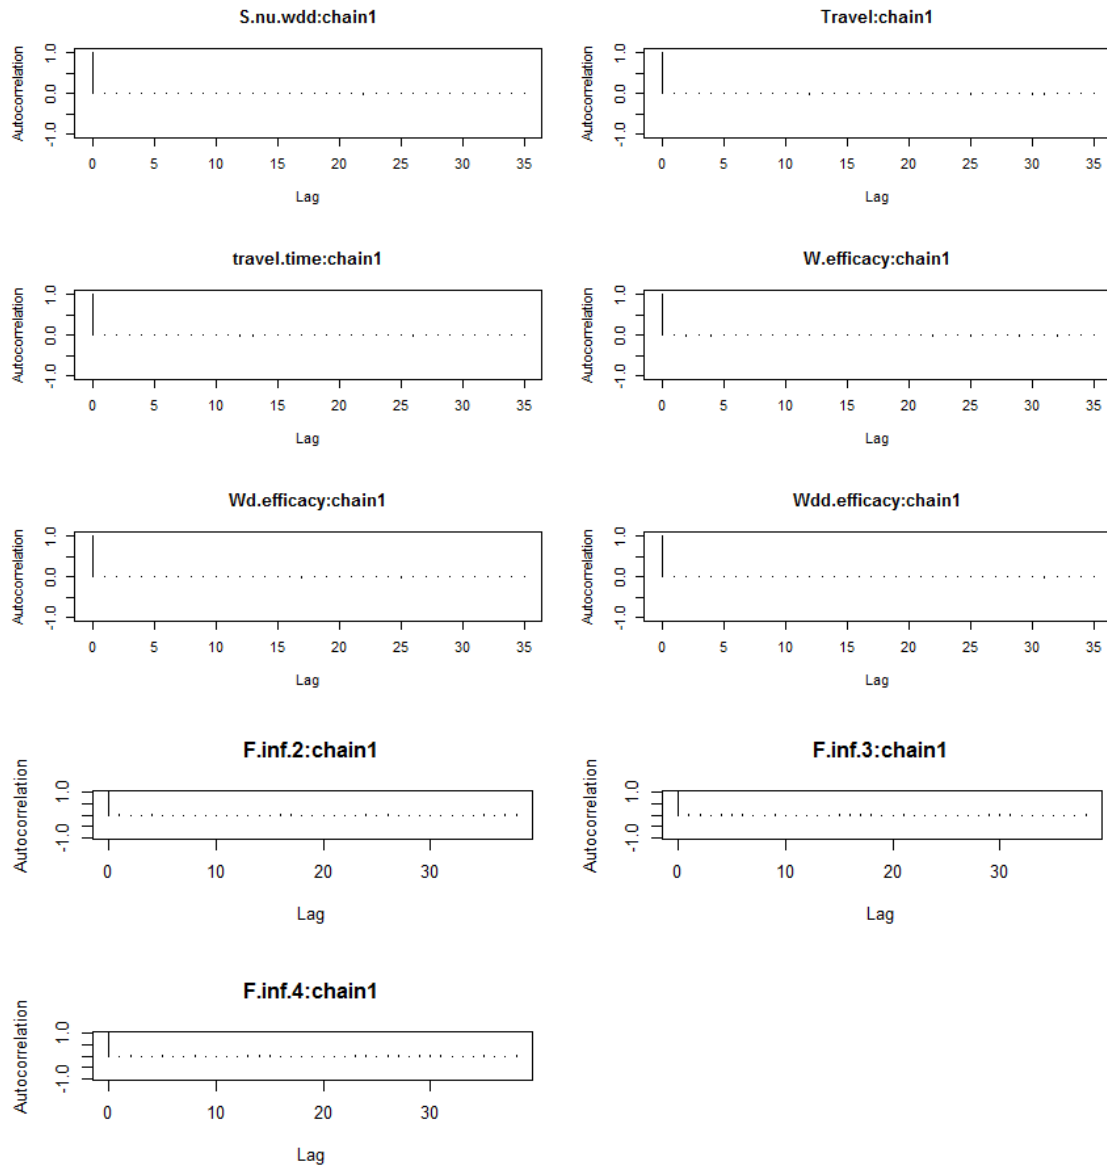 S.nu.wdd:chain1
Autocorrelation
1.0
0.0
-1.0
0 5 10 15 20 25 30 35
Lag
Travel:chain1
Autocorrelation
1.0
0.0
-1.0
0 5 10 15 20 25 30 35
Lag
travel.time:chain1
Autocorrelation
1.0
0.0
-1.0
0 5 10 15 20 25 30 35
Lag
W.efficacy:chain1
Autocorrelation
1.0
0.0
-1.0
0 5 10 15 20 25 30 35
Lag
Wd.efficacy:chain1
Autocorrelation
1.0
0.0
-1.0
0 5 10 15 20 25 30 35
Lag
Wdd.efficacy:chain1
Autocorrelation
1.0
0.0
-1.0
0 5 10 15 20 25 30 35
Lag
F.inf.2:chain1
Autocorrelation
1.0
-1.0
0 10 20 30
Lag
F.inf.3:chain1
Autocorrelation
1.0
-1.0
0 10 20 30
Lag
F.inf.4:chain1
Autocorrelation
1.0
-1.0
0 10 20 30
Lag